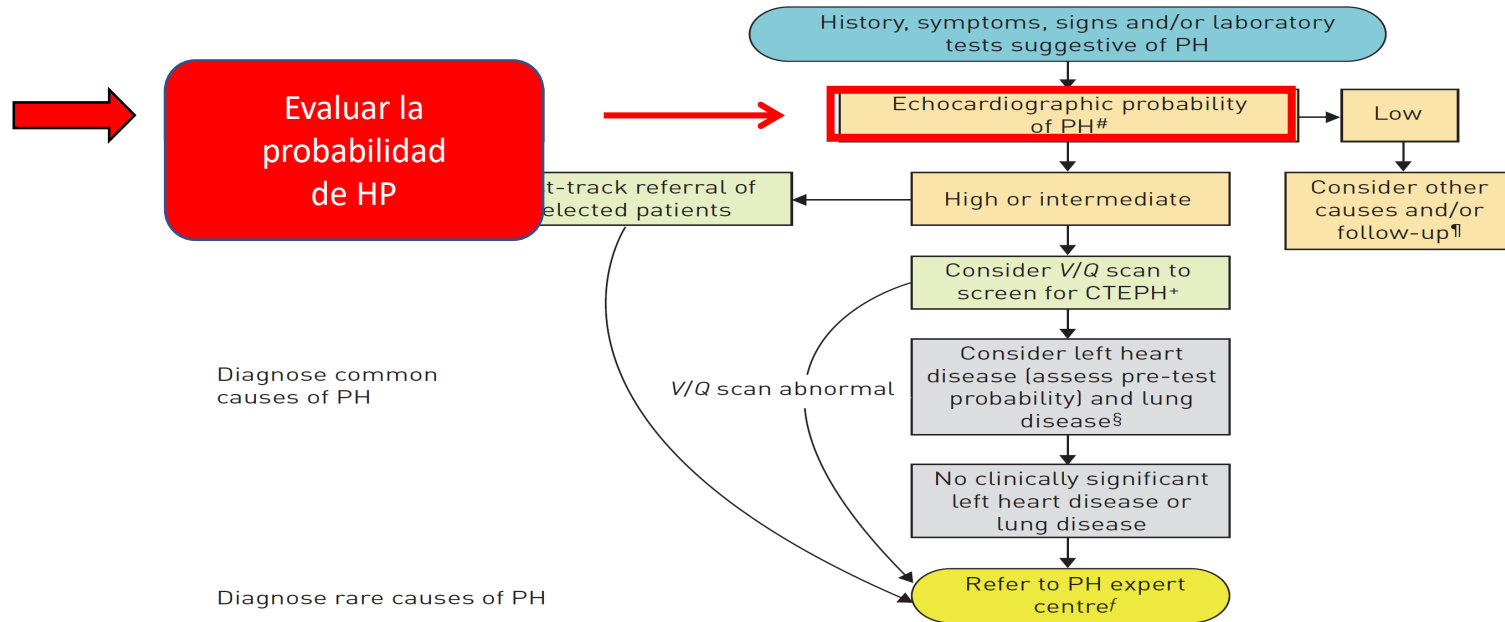 History, symptoms, signs and/or laboratory
tests suggestive of PH
Evaluar la
probabilidad
de HP
Echocardiographic probability
of PH#
Low
t-track referral of
elected patients
High or intermediate
Consider other
causes and/or
follow-up¶
Consider V/Q scan to
screen for CTEPH+
Diagnose common
causes of PH
V/Q scan abnormal
Consider left heart
disease (assess pre-test
probability) and lung
disease§
No clinically significant
left heart disease or
lung disease
Diagnose rare causes of PH
Refer to PH expert
centreƒ